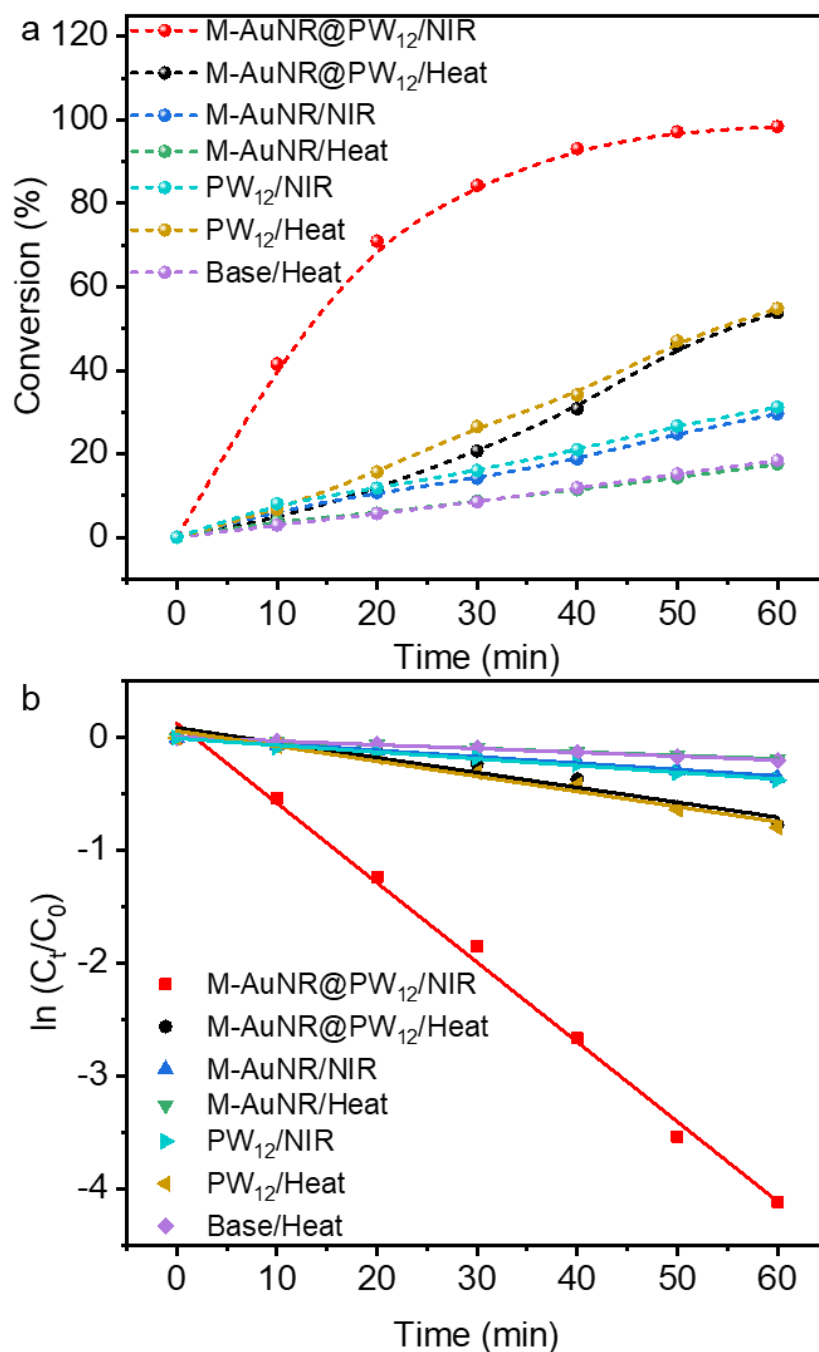 a
M-AuNR@PW₁₂/NIR
M-AuNR@PW₁₂/Heat
M-AuNR/NIR
M-AuNR/Heat
PW₁₂/NIR
PW₁₂/Heat
Base/Heat
Conversion (%)
120
100
80
60
40
20
0
0 10 20 30 40 50 60
Time (min)
b
ln (Cₜ/C₀)
0
-1
-2
-3
-4
M-AuNR@PW₁₂/NIR
M-AuNR@PW₁₂/Heat
M-AuNR/NIR
M-AuNR/Heat
PW₁₂/NIR
PW₁₂/Heat
Base/Heat
0 10 20 30 40 50 60
Time (min)